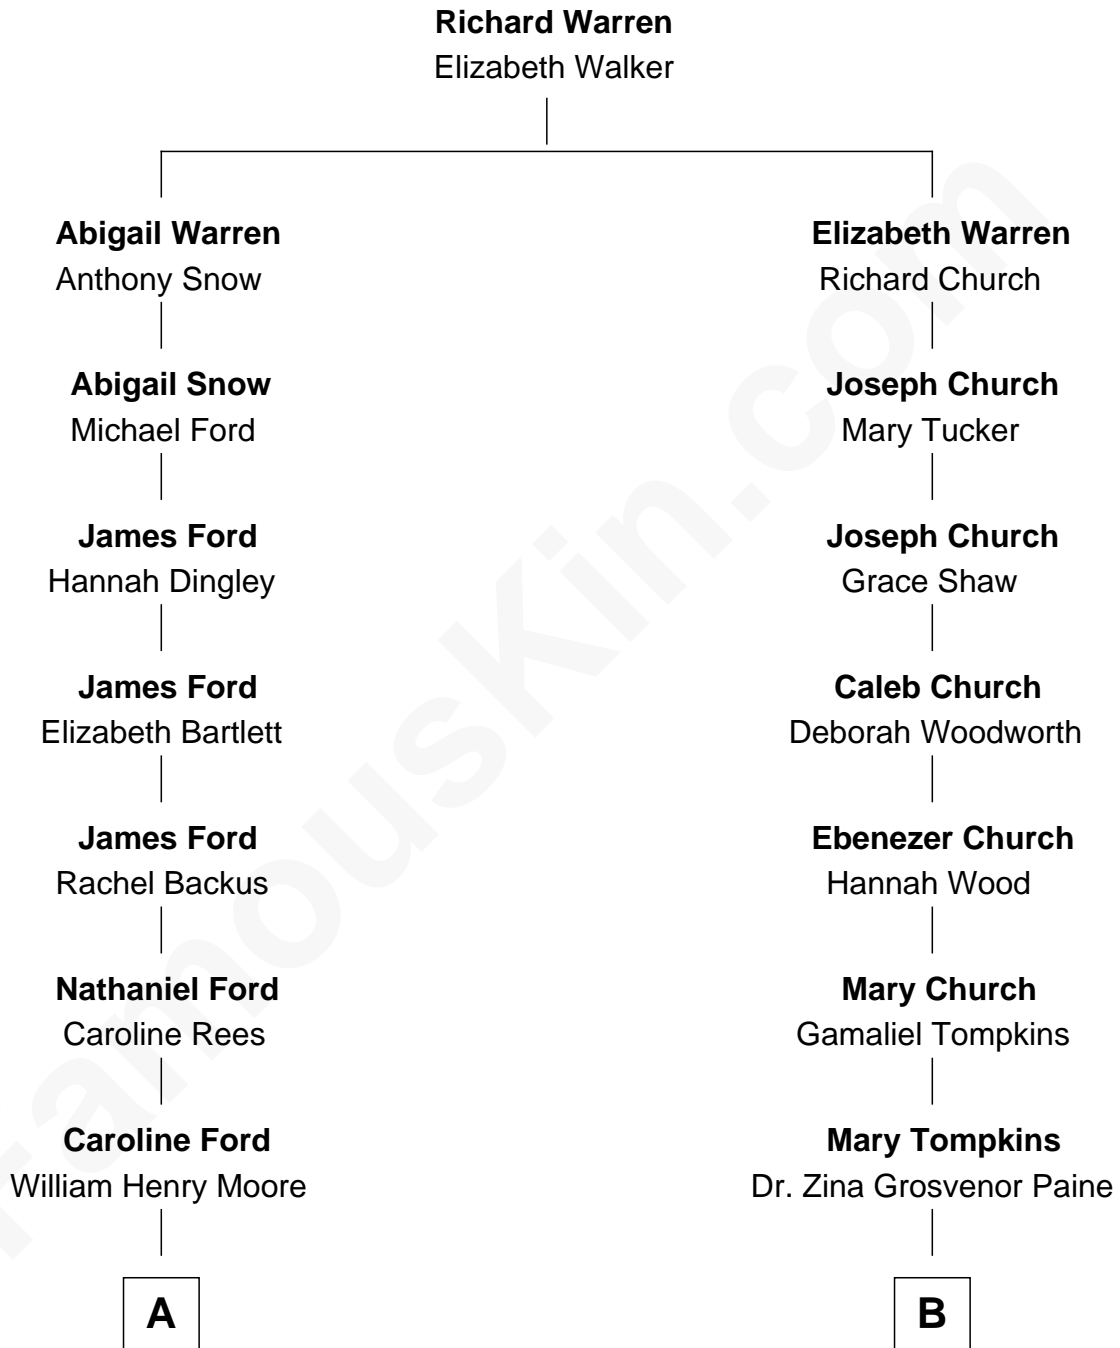 Richard Warren
Elizabeth Walker
Abigail Warren
Anthony Snow
Elizabeth Warren
Richard Church
Abigail Snow
Michael Ford
Joseph Church
Mary Tucker
James Ford
Hannah Dingley
Joseph Church
Grace Shaw
James Ford
Elizabeth Bartlett
Caleb Church
Deborah Woodworth
James Ford
Rachel Backus
Ebenezer Church
Hannah Wood
Nathaniel Ford
Caroline Rees
Mary Church
Gamaliel Tompkins
Caroline Ford
William Henry Moore
Mary Tompkins
Dr. Zina Grosvenor Paine
A
B
FamousKin.com